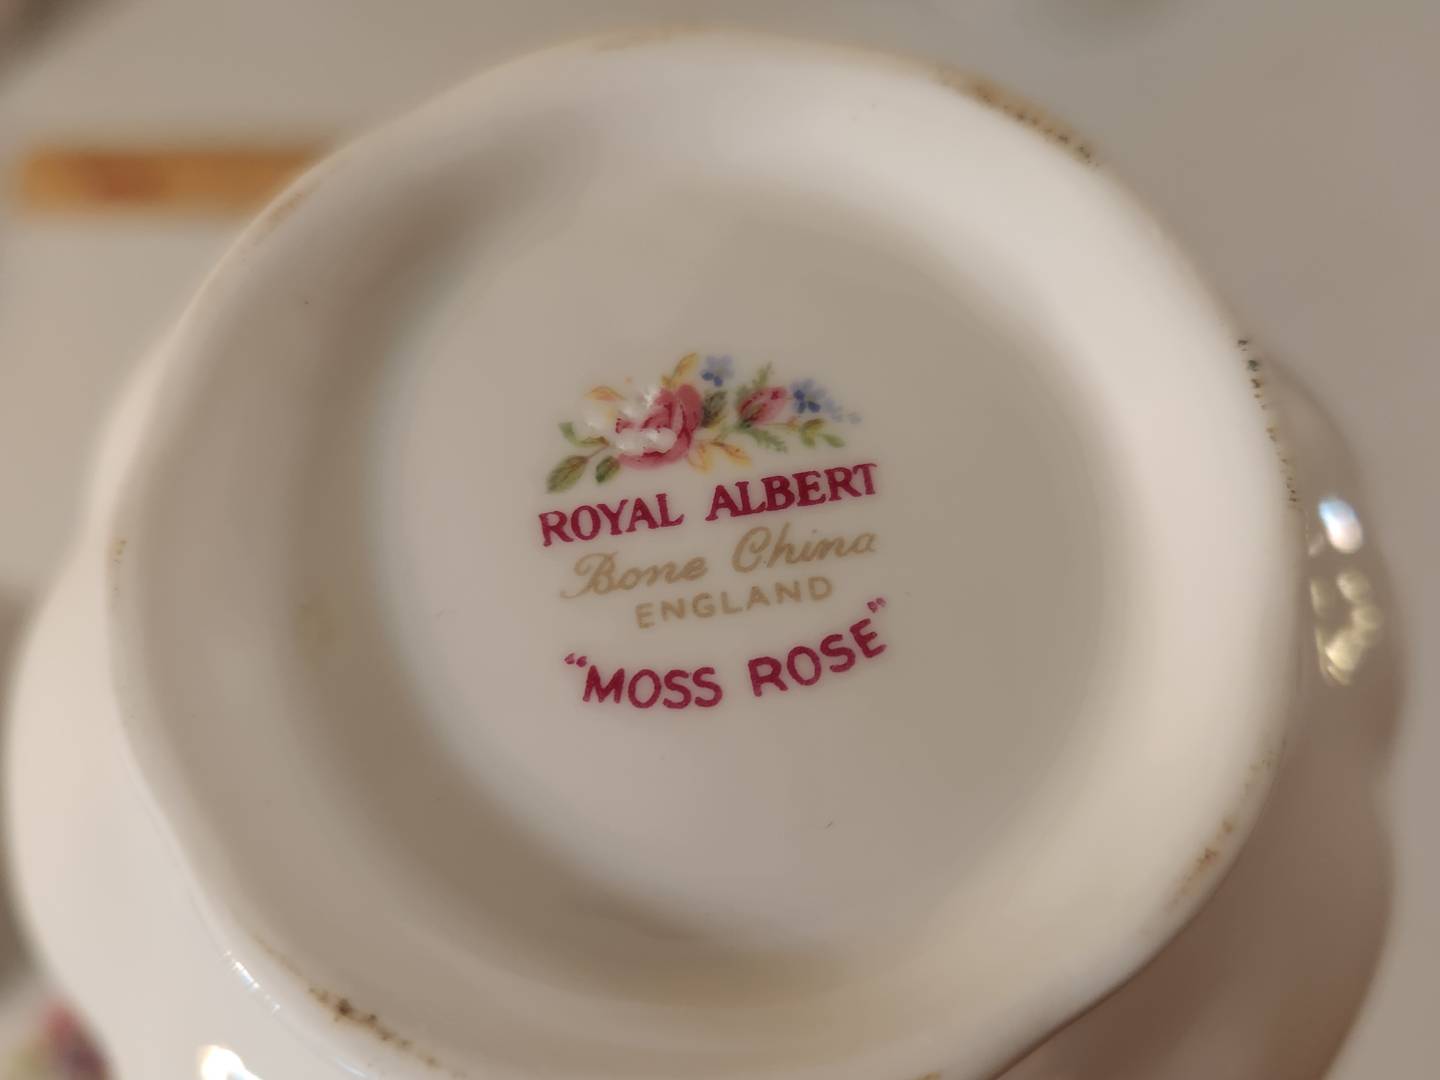 ROYAL ALBERT
Bone China
ENGLAND
"MOSS ROSE"